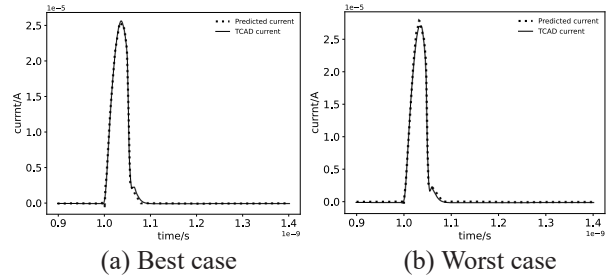 1e−5
Predicted current
TCAD current
2.5
2.0
1.5
1.0
0.5
0.0
currnt/A
0.9 1.0 1.1 1.2 1.3 1.4
time/s
1e−9
(a) Best case
1e−5
Predicted current
TCAD current
2.5
2.0
1.5
1.0
0.5
0.0
currnt/A
0.9 1.0 1.1 1.2 1.3 1.4
time/s
1e−9
(b) Worst case